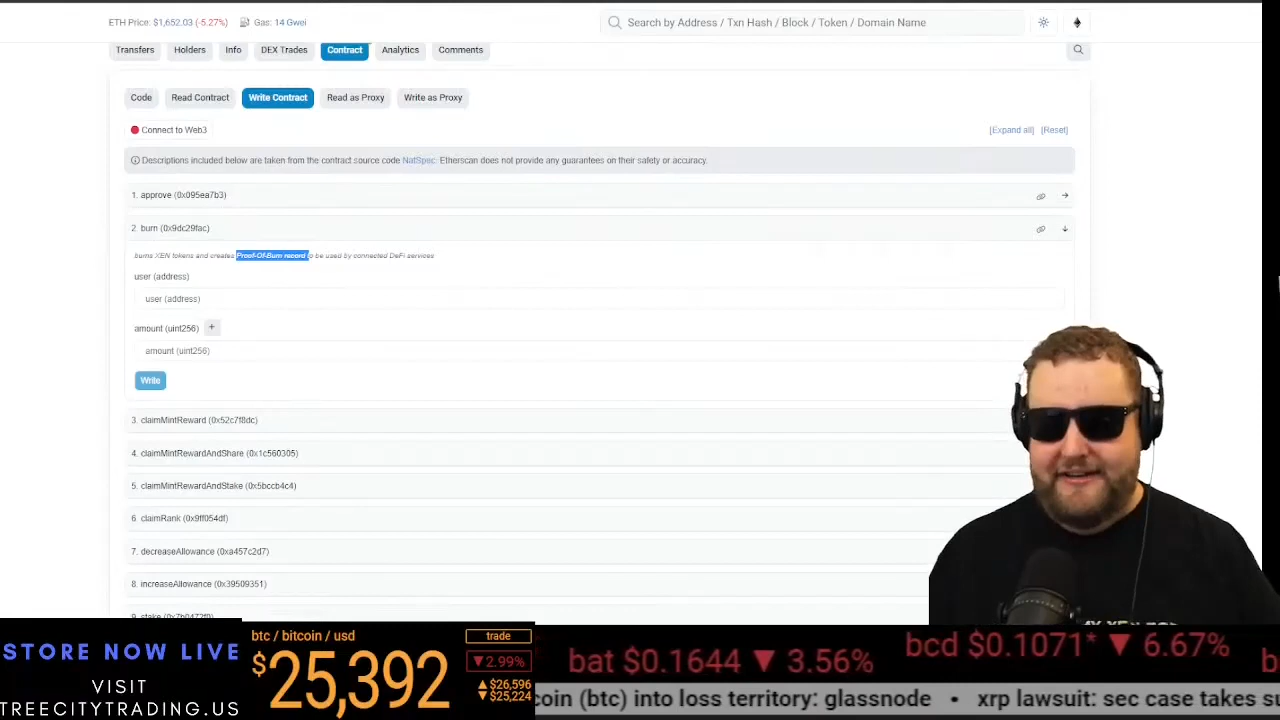 ETH Price: $1,652.03 (-5.27%) Gas: 14 Gwei
Search by Address / Txn Hash / Block / Token / Domain Name
Transfers Holders Info DEX Trades Contract Analytics Comments
Code Read Contract Write Contract Read as Proxy Write as Proxy
Connect to Web3 [Expand all] [Reset]
Descriptions included below are taken from the contract source code NatSpec. Etherscan does not provide any guarantees on their safety or accuracy.
1. approve (0x095ea7b3)
2. burn (0x9dc29fac)
burns XEN tokens and creates Proof-Of-Burn record to be used by connected DeFi services
user (address)
user (address)
amount (uint256) +
amount (uint256)
Write
3. claimMintReward (0x52c7f8dc)
4. claimMintRewardAndShare (0x1c560305)
5. claimMintRewardAndStake (0x5bccb4c4)
6. claimRank (0x9ff054df)
7. decreaseAllowance (0xa457c2d7)
8. increaseAllowance (0x39509351)
9. stake (0x7b0472f0)
STORE NOW LIVE
VISIT
TREECITYTRADING.US
btc / bitcoin / usd trade
$25,392 ▼2.99%
▲$26,596
▼$25,224
bat $0.1644 ▼ 3.56% bcd $0.1071* ▼ 6.67% b
coin (btc) into loss territory: glassnode • xrp lawsuit: sec case takes s